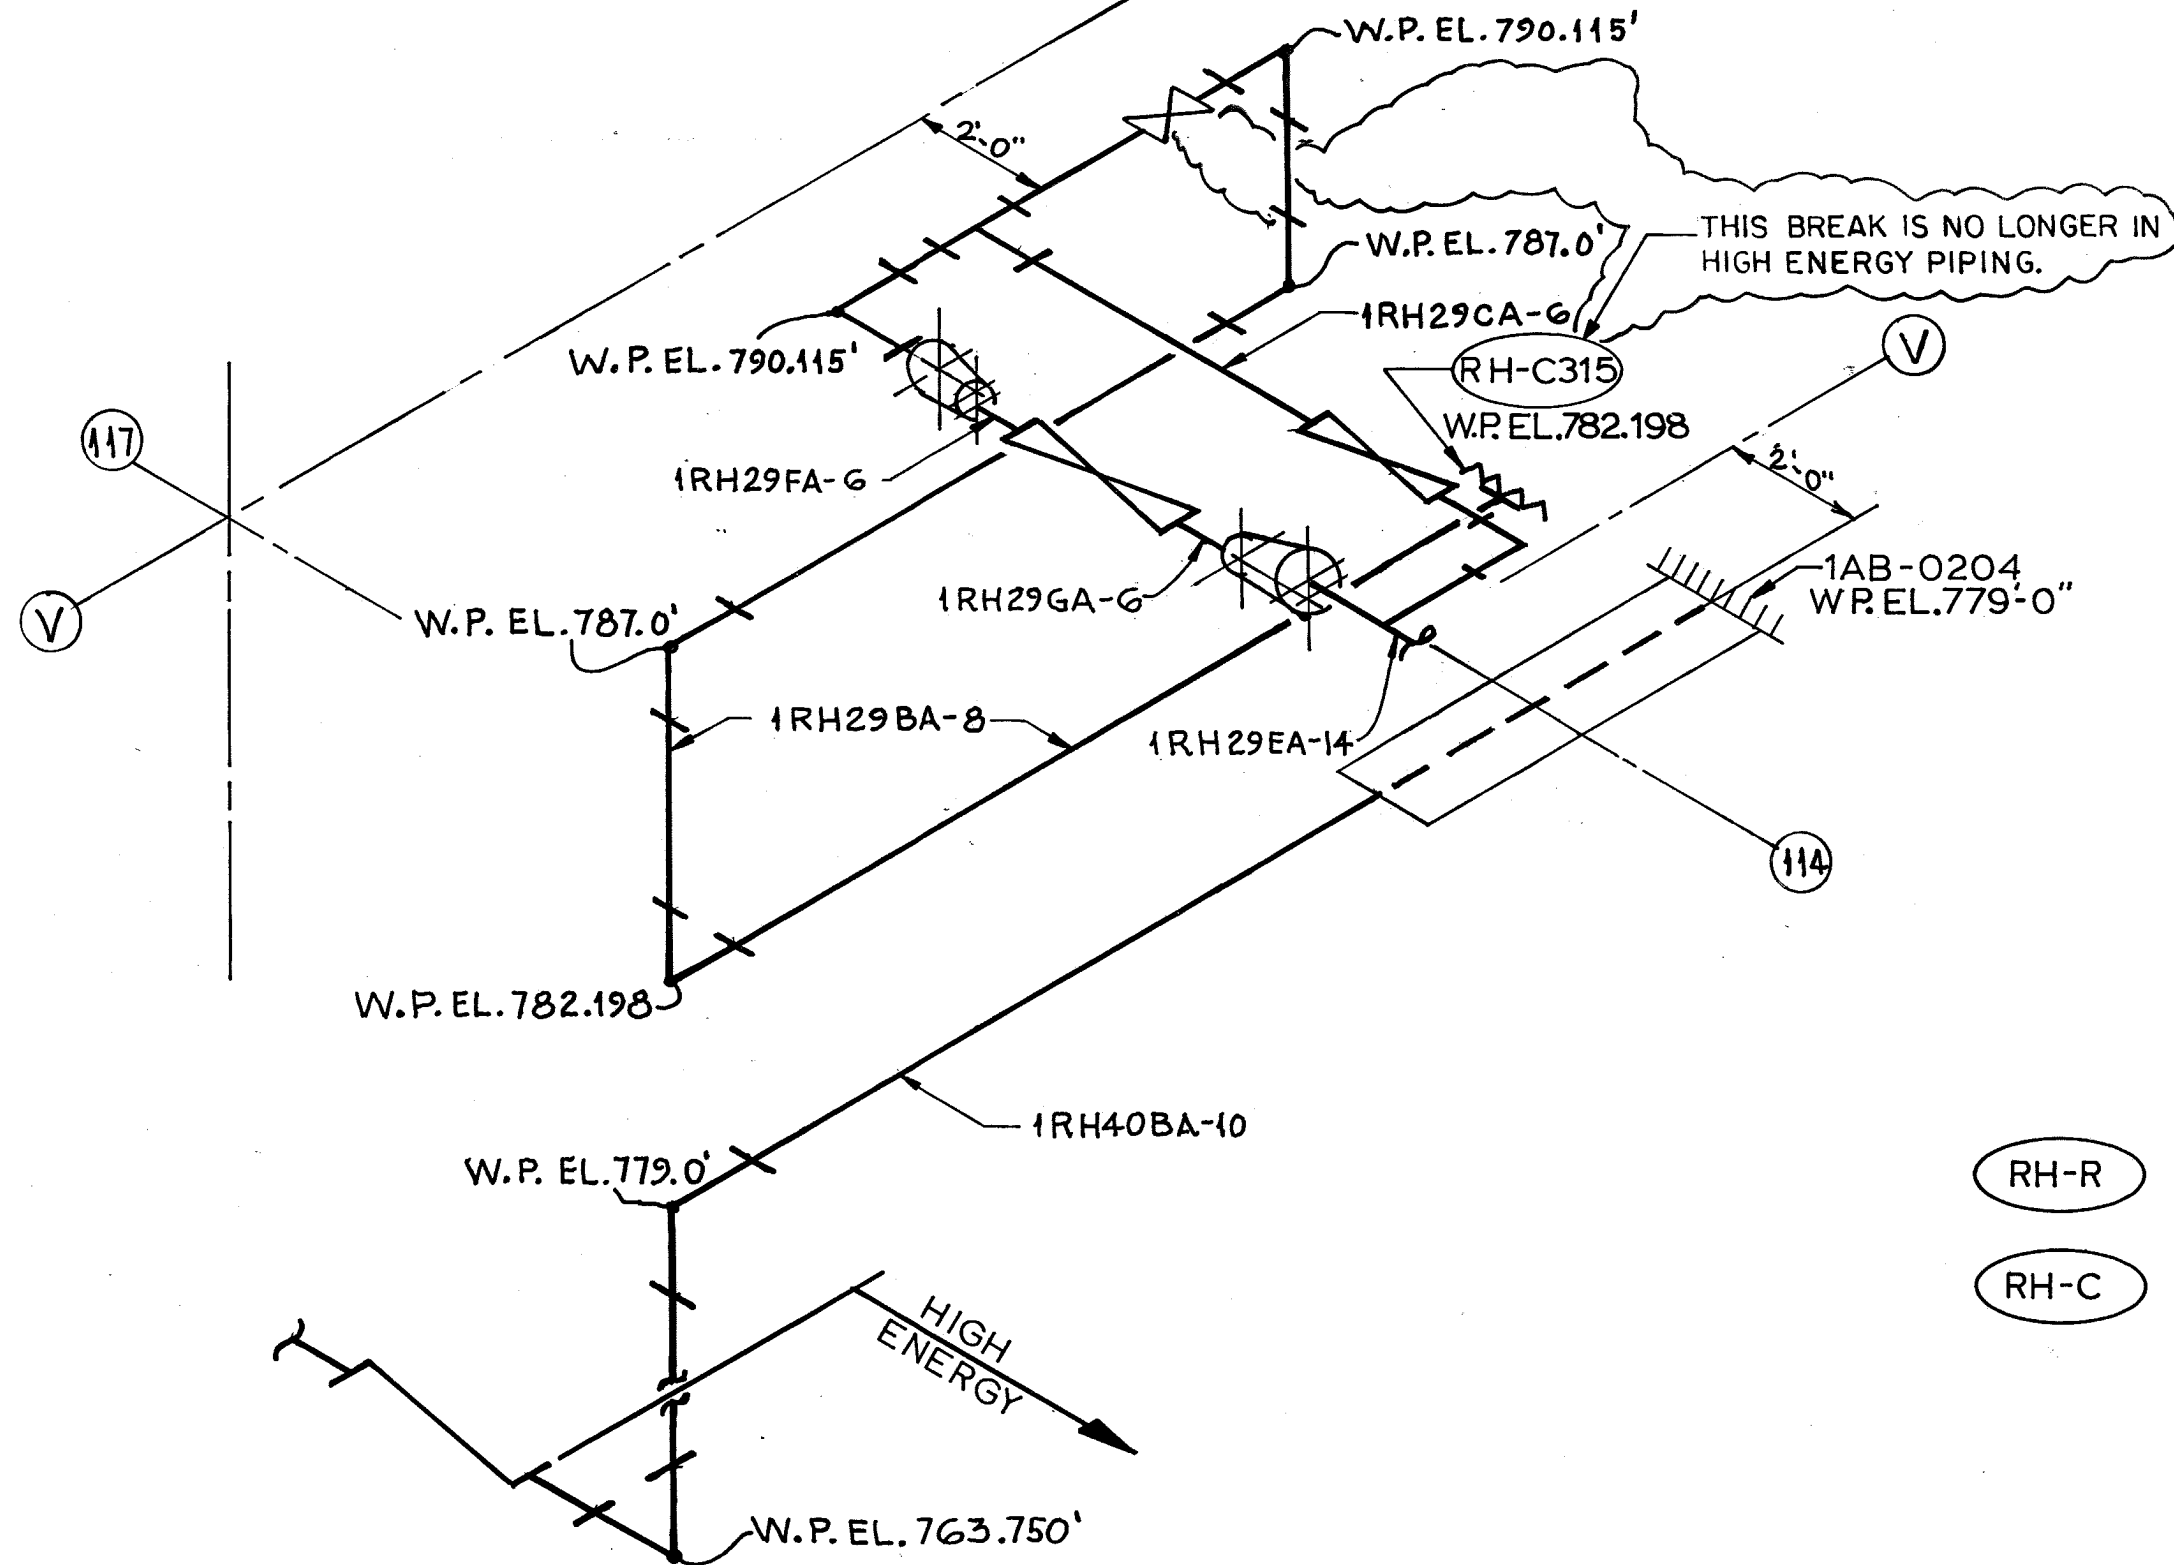 W.P. EL. 790.115'
2'-0"
THIS BREAK IS NO LONGER IN
HIGH ENERGY PIPING.
W.P. EL. 787.0'
1RH29CA-6
V
W.P. EL. 790.115'
RH-C315
W.P. EL. 782.198
117
2'-0"
1RH29FA-6
1AB-0204
W P. EL. 779'-0"
1RH29GA-6
V
W.P. EL. 787.0'
1RH29BA-8
1RH29EA-14
114
W.P. EL. 782.198
1RH40BA-10
W.P. EL. 779.0'
RH-R
RH-C
HIGH
ENERGY
W.P. EL. 763.750'